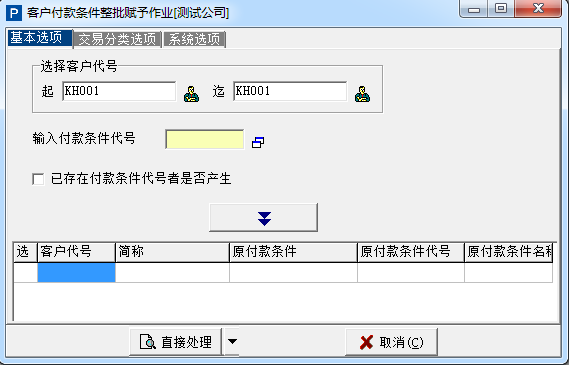 P 客户付款条件整批赋予作业[测试公司]
基本选项 交易分类选项 系统选项
选择客户代号
起 KH001 迄 KH001
输入付款条件代号
已存在付款条件代号者是否产生
选 客户代号 简称 原付款条件 原付款条件代号 原付款条件名称
直接处理 取消(C)